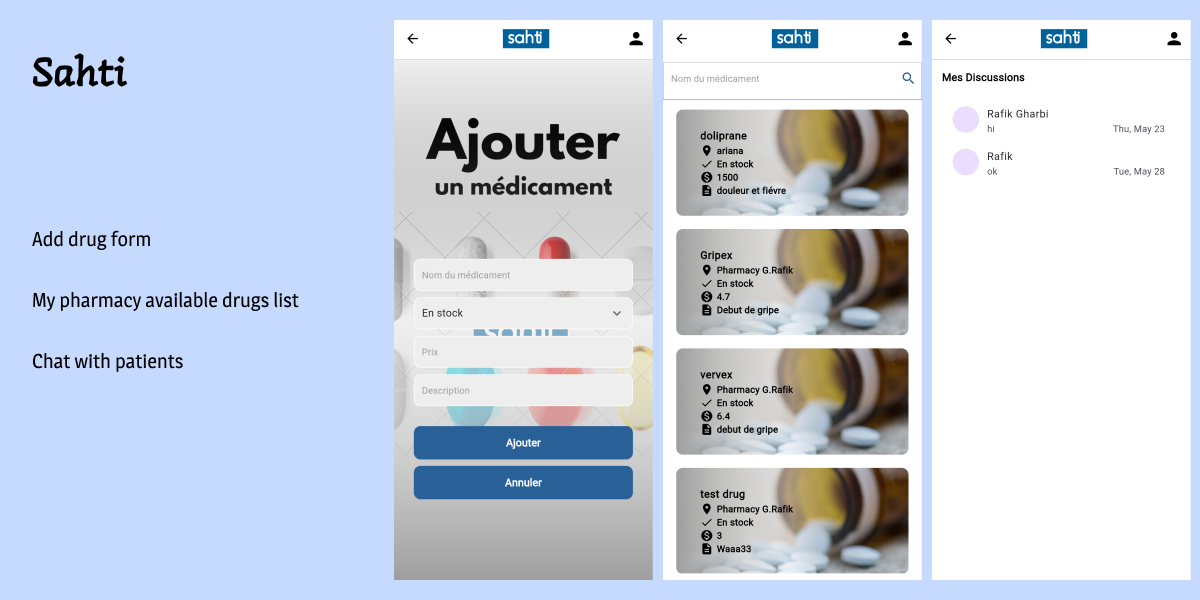 Sahti
Add drug form
My pharmacy available drugs list
Chat with patients
sahti
Ajouter
un médicament
Nom du médicament
En stock
Prix
Description
Ajouter
Annuler
sahti
Nom du médicament
doliprane
ariana
En stock
1500
douleur et fiévre
Gripex
Pharmacy G.Rafik
En stock
4.7
Debut de gripe
vervex
Pharmacy G.Rafik
En stock
6.4
debut de gripe
test drug
Pharmacy G.Rafik
En stock
3
Waaa33
sahti
Mes Discussions
Rafik Gharbi
hi Thu, May 23
Rafik
ok Tue, May 28